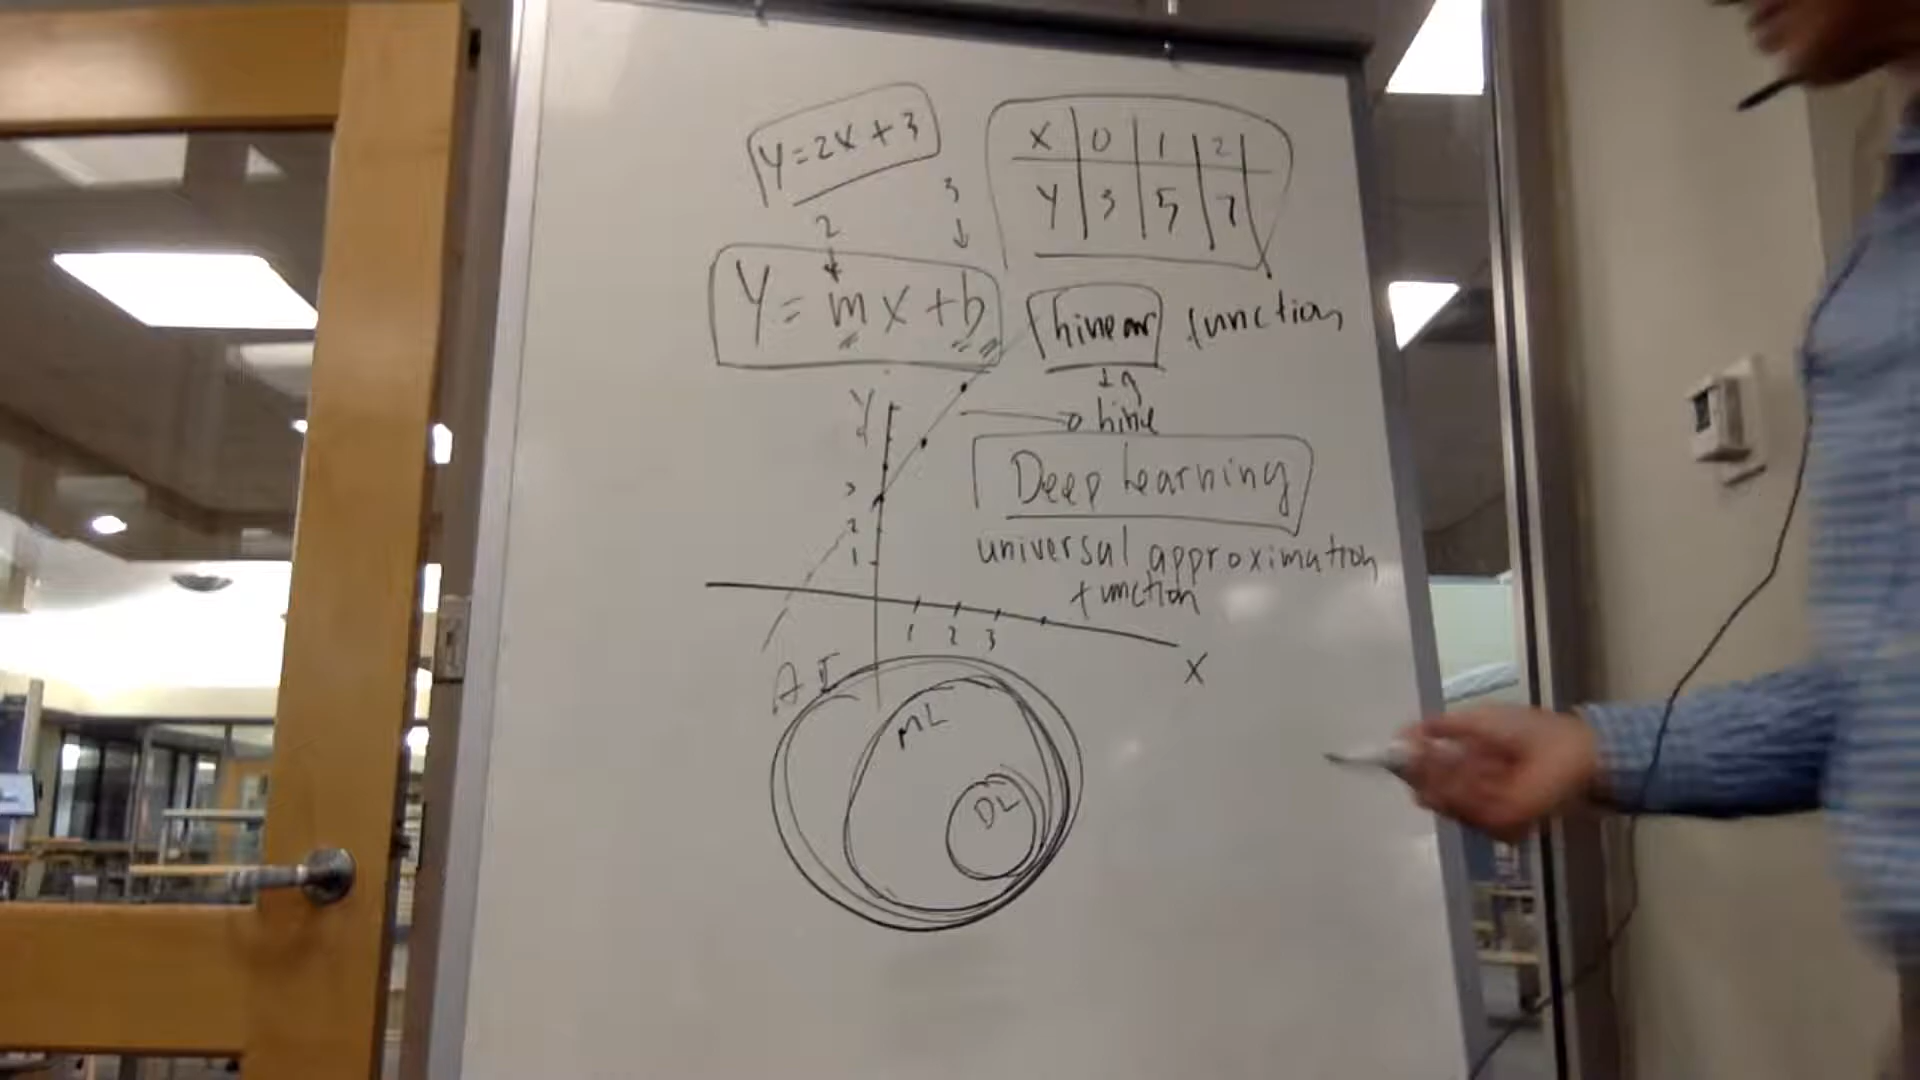 Y=2X+3
X 0 1 2
Y 3 5 7
2 3
Y = mx+b
Linear function
Line
Y
Deep Learning
universal approximation
function
3
2
1
1 2 3
X
A I
ML
DL